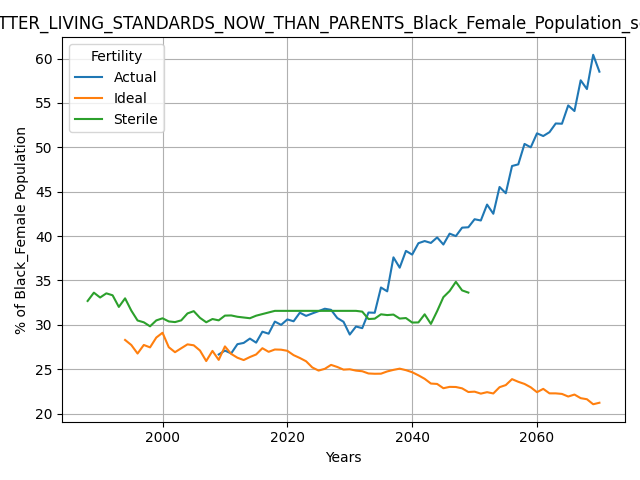 TTER_LIVING_STANDARDS_NOW_THAN_PARENTS_Black_Female_Population_s
Fertility
Actual
Ideal
Sterile
% of Black_Female Population
60
55
50
45
40
35
30
25
20
2000
2020
2040
2060
Years